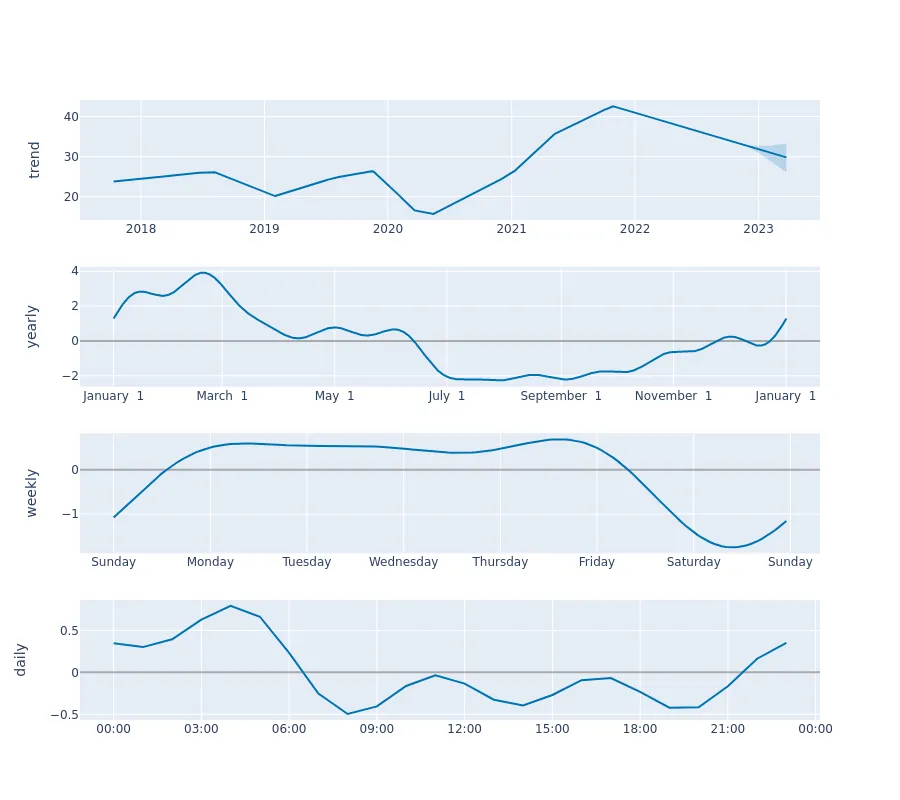 trend
40
30
20
2018 2019 2020 2021 2022 2023
yearly
4
2
0
−2
January 1 March 1 May 1 July 1 September 1 November 1 January 1
weekly
0
−1
Sunday Monday Tuesday Wednesday Thursday Friday Saturday Sunday
daily
0.5
0
−0.5
00:00 03:00 06:00 09:00 12:00 15:00 18:00 21:00 00:00